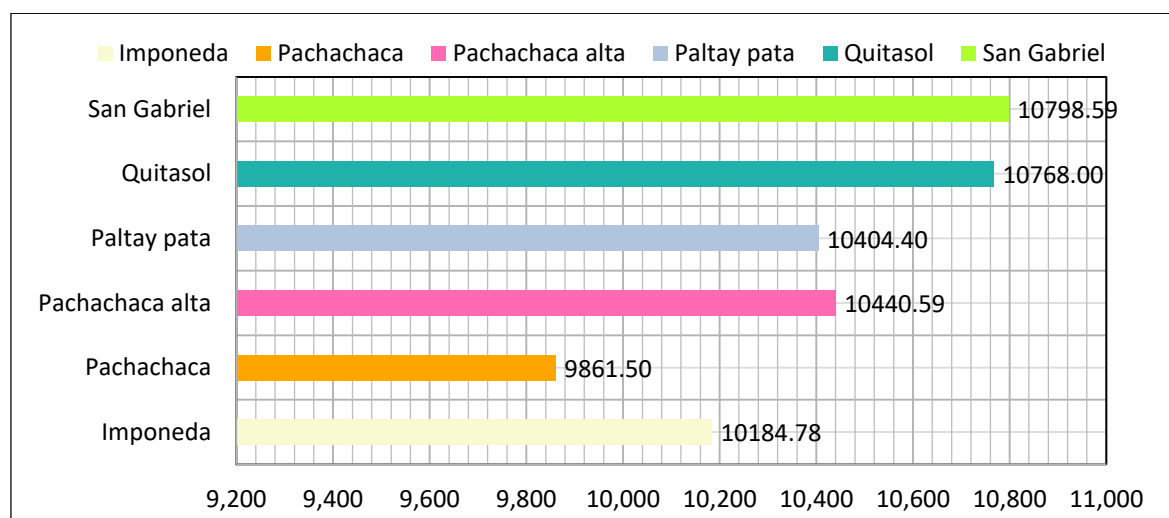 Imponeda Pachachaca Pachachaca alta Paltay pata Quitasol San Gabriel
San Gabriel 10798.59
Quitasol 10768.00
Paltay pata 10404.40
Pachachaca alta 10440.59
Pachachaca 9861.50
Imponeda 10184.78
9,200 9,400 9,600 9,800 10,000 10,200 10,400 10,600 10,800 11,000